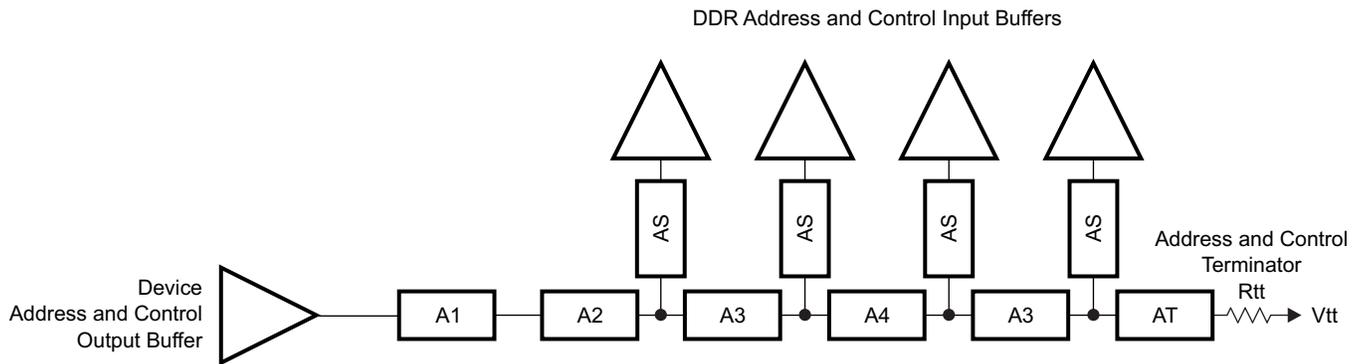 DDR Address and Control Input Buffers
AS
AS
AS
AS
Address and Control
Terminator
Rtt
Device
Address and Control
Output Buffer
A1
A2
A3
A4
A3
AT
Vtt